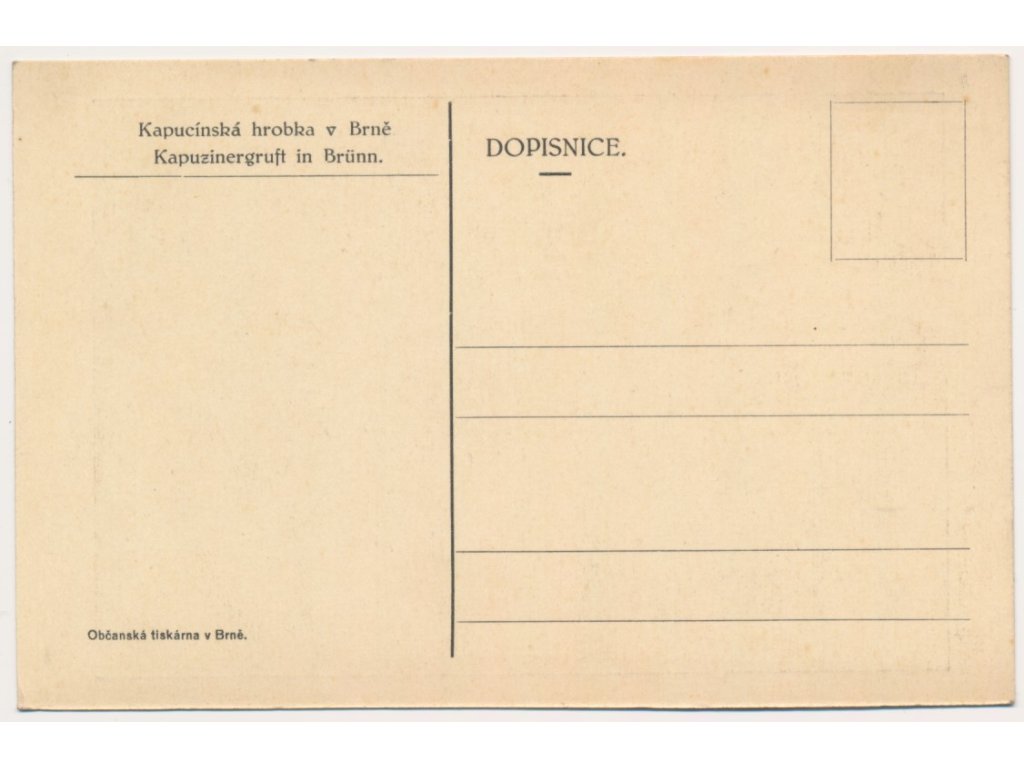 Kapucínská hrobka v Brně
Kapuzinergruft in Brünn.
DOPISNICE.
Občanská tiskárna v Brně.